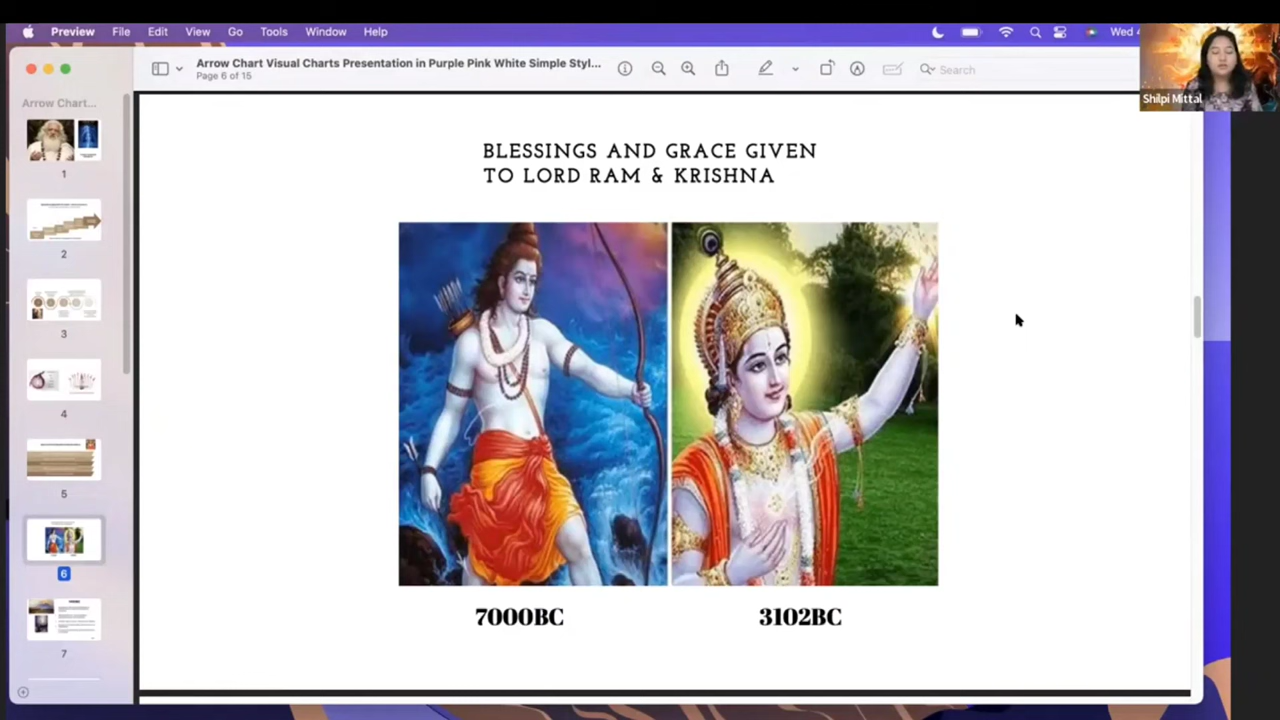 Preview File Edit View Go Tools Window Help
Wed 4
Arrow Chart Visual Charts Presentation in Purple Pink White Simple Styl...
Page 6 of 15
Search
Shilpi Mittal
Arrow Chart...
1
2
3
4
5
6
7
BLESSINGS AND GRACE GIVEN
TO LORD RAM & KRISHNA
7000BC
3102BC